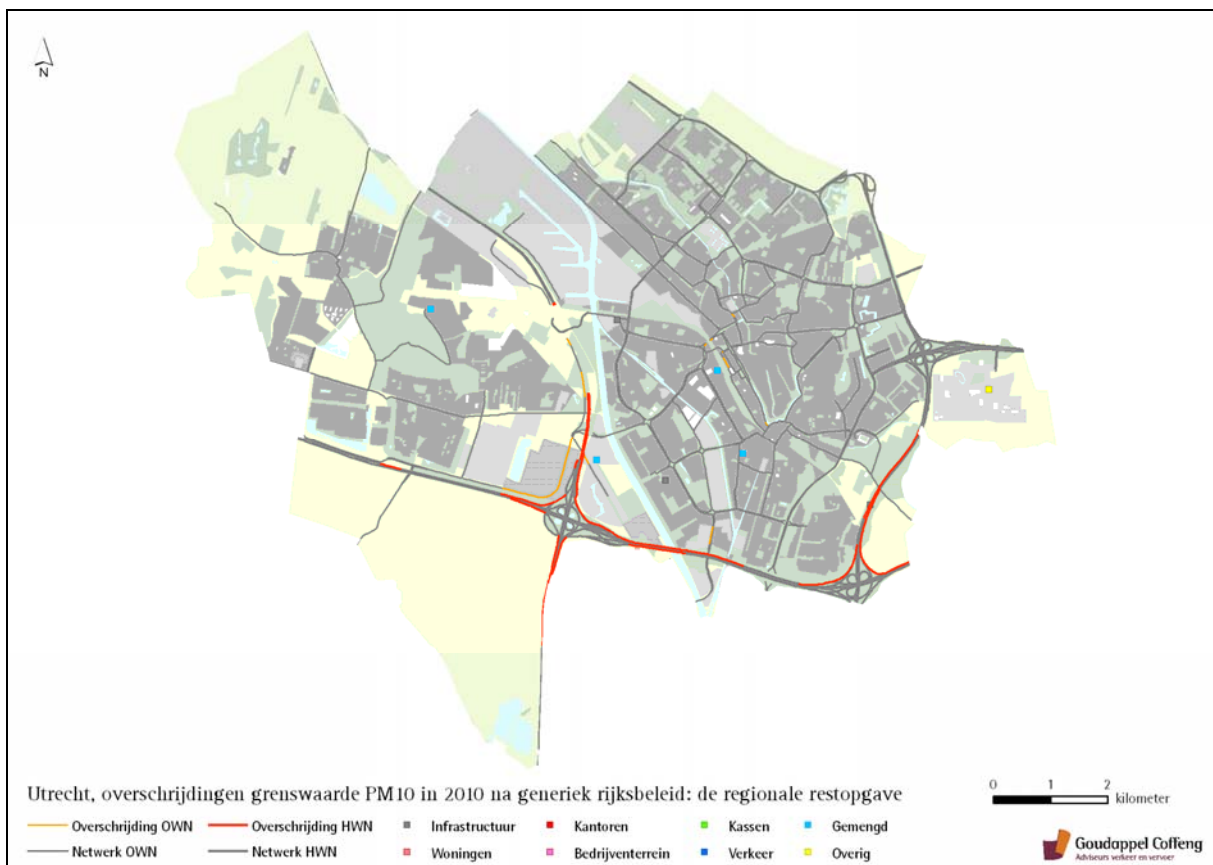 N
Utrecht, overschrijdingen grenswaarde PM10 in 2010 na generiek rijksbeleid: de regionale restopgave
0 1 2
kilometer
Overschrijding OWN Overschrijding HWN Infrastructuur Kantoren Kassen Gemengd
Netwerk OWN Netwerk HWN Woningen Bedrijventerrein Verkeer Overig
Goudappel Coffeng
Adviseurs verkeer en vervoer